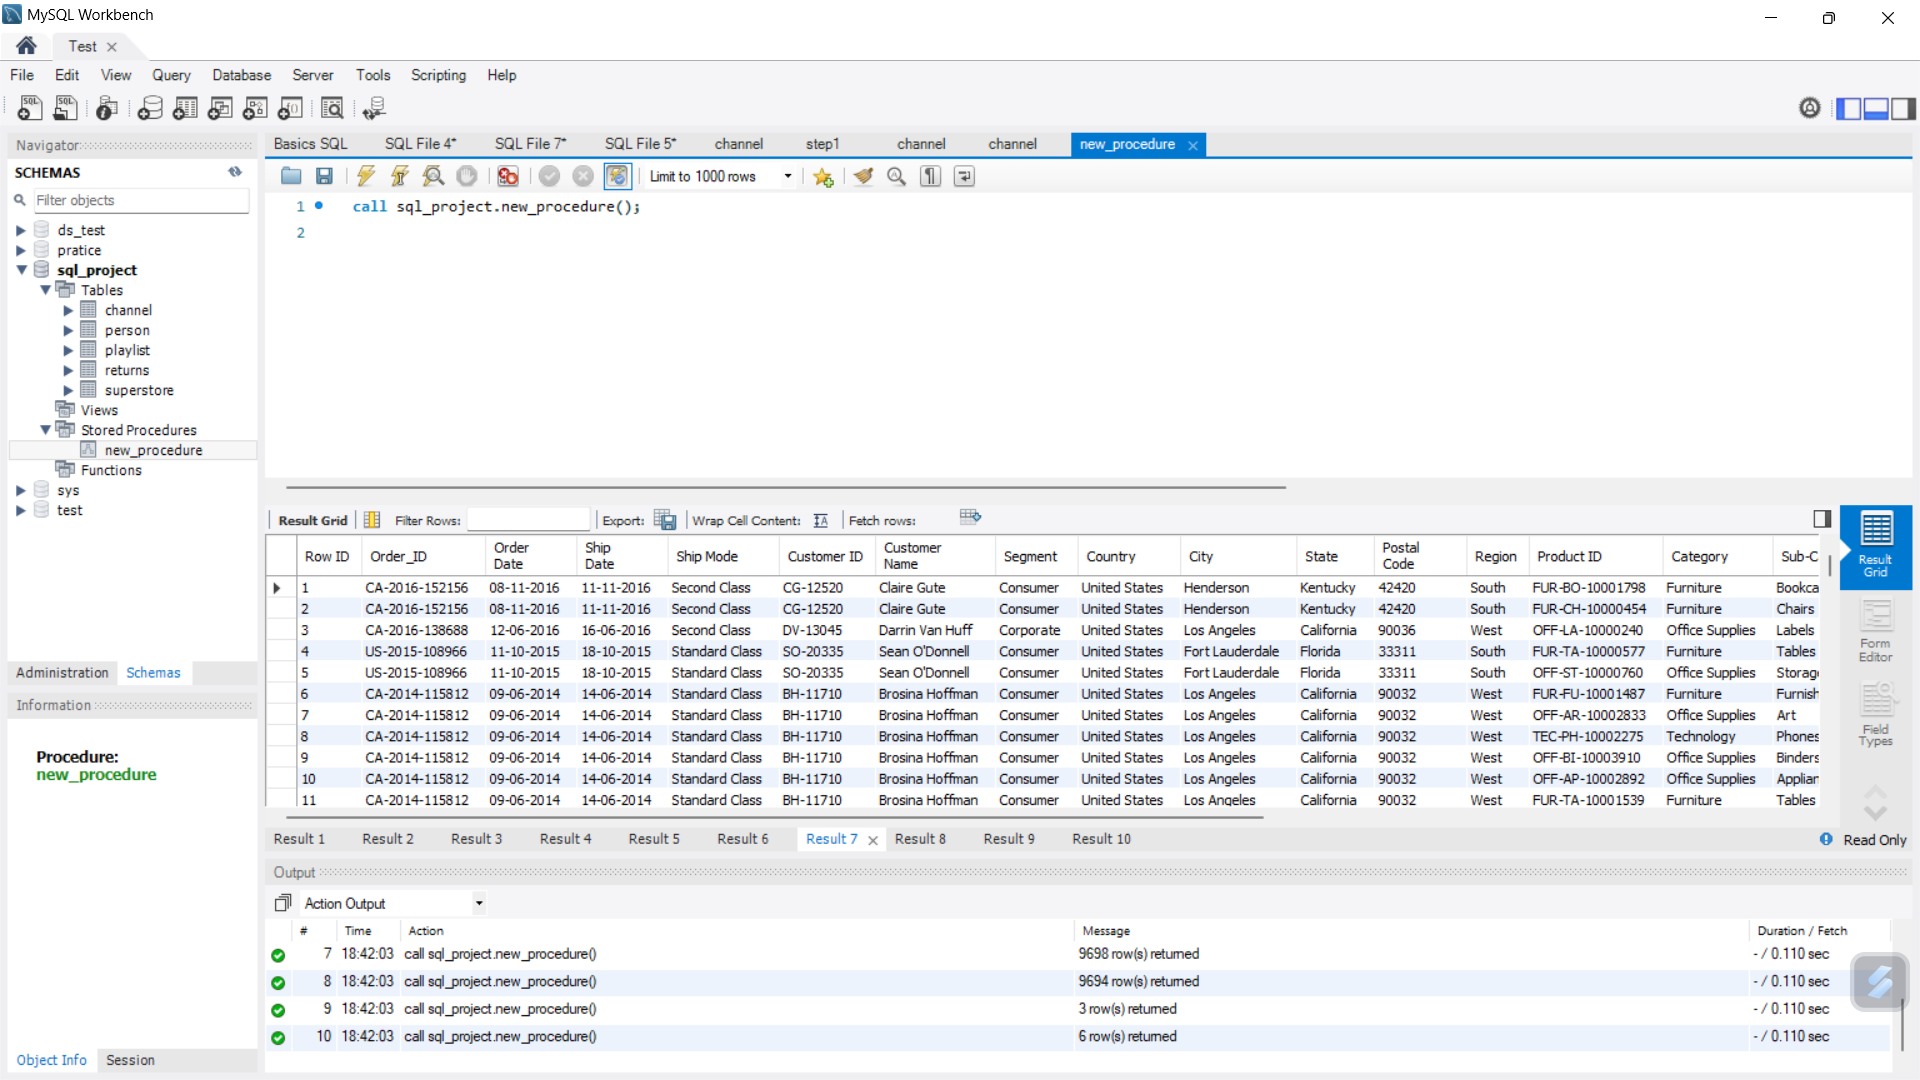 MySQL Workbench
Test
File Edit View Query Database Server Tools Scripting Help
Navigator
SCHEMAS
Filter objects
ds_test
pratice
sql_project
Tables
channel
person
playlist
returns
superstore
Views
Stored Procedures
new_procedure
Functions
sys
test
Administration Schemas
Information
Procedure:
new_procedure
Object Info Session
Basics SQL SQL File 4* SQL File 7* SQL File 5* channel step1 channel channel new_procedure
Limit to 1000 rows
1 call sql_project.new_procedure();
2
Result Grid Filter Rows: Export: Wrap Cell Content: Fetch rows:
Row ID Order_ID Order Date Ship Date Ship Mode Customer ID Customer Name Segment Country City State Postal Code Region Product ID Category Sub-C
1 CA-2016-152156 08-11-2016 11-11-2016 Second Class CG-12520 Claire Gute Consumer United States Henderson Kentucky 42420 South FUR-BO-10001798 Furniture Bookca
2 CA-2016-152156 08-11-2016 11-11-2016 Second Class CG-12520 Claire Gute Consumer United States Henderson Kentucky 42420 South FUR-CH-10000454 Furniture Chairs
3 CA-2016-138688 12-06-2016 16-06-2016 Second Class DV-13045 Darrin Van Huff Corporate United States Los Angeles California 90036 West OFF-LA-10000240 Office Supplies Labels
4 US-2015-108966 11-10-2015 18-10-2015 Standard Class SO-20335 Sean O'Donnell Consumer United States Fort Lauderdale Florida 33311 South FUR-TA-10000577 Furniture Tables
5 US-2015-108966 11-10-2015 18-10-2015 Standard Class SO-20335 Sean O'Donnell Consumer United States Fort Lauderdale Florida 33311 South OFF-ST-10000760 Office Supplies Storag
6 CA-2014-115812 09-06-2014 14-06-2014 Standard Class BH-11710 Brosina Hoffman Consumer United States Los Angeles California 90032 West FUR-FU-10001487 Furniture Furnish
7 CA-2014-115812 09-06-2014 14-06-2014 Standard Class BH-11710 Brosina Hoffman Consumer United States Los Angeles California 90032 West OFF-AR-10002833 Office Supplies Art
8 CA-2014-115812 09-06-2014 14-06-2014 Standard Class BH-11710 Brosina Hoffman Consumer United States Los Angeles California 90032 West TEC-PH-10002275 Technology Phones
9 CA-2014-115812 09-06-2014 14-06-2014 Standard Class BH-11710 Brosina Hoffman Consumer United States Los Angeles California 90032 West OFF-BI-10003910 Office Supplies Binders
10 CA-2014-115812 09-06-2014 14-06-2014 Standard Class BH-11710 Brosina Hoffman Consumer United States Los Angeles California 90032 West OFF-AP-10002892 Office Supplies Applian
11 CA-2014-115812 09-06-2014 14-06-2014 Standard Class BH-11710 Brosina Hoffman Consumer United States Los Angeles California 90032 West FUR-TA-10001539 Furniture Tables
Result
Grid
Form
Editor
Field
Types
Result 1 Result 2 Result 3 Result 4 Result 5 Result 6 Result 7 Result 8 Result 9 Result 10 Read Only
Output
Action Output
# Time Action Message Duration / Fetch
7 18:42:03 call sql_project.new_procedure() 9698 row(s) returned - / 0.110 sec
8 18:42:03 call sql_project.new_procedure() 9694 row(s) returned - / 0.110 sec
9 18:42:03 call sql_project.new_procedure() 3 row(s) returned - / 0.110 sec
10 18:42:03 call sql_project.new_procedure() 6 row(s) returned - / 0.110 sec